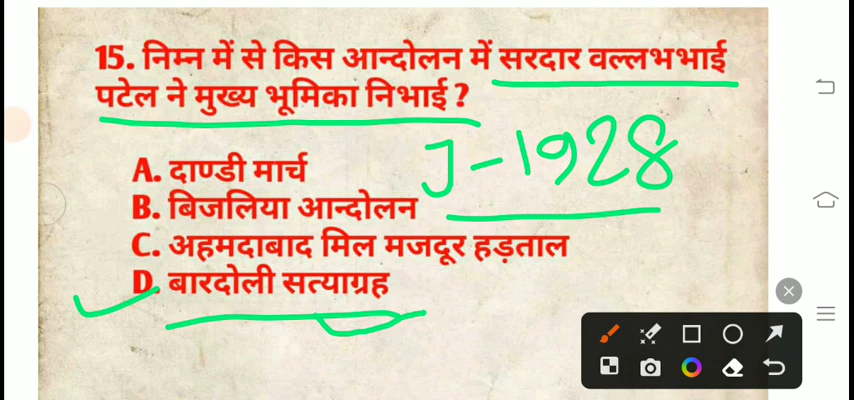 15. निम्न में से किस आन्दोलन में सरदार वल्लभभाई
पटेल ने मुख्य भूमिका निभाई ?
J-1928
A. दाण्डी मार्च
B. बिजलिया आन्दोलन
C. अहमदाबाद मिल मजदूर हड़ताल
D. बारदोली सत्याग्रह